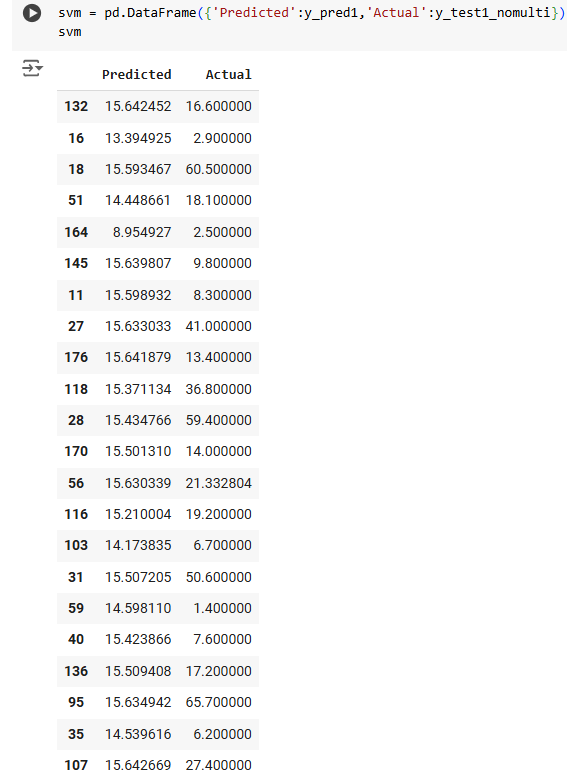 svm = pd.DataFrame({'Predicted':y_pred1,'Actual':y_test1_nomulti})
svm
Predicted Actual
132 15.642452 16.600000
16 13.394925 2.900000
18 15.593467 60.500000
51 14.448661 18.100000
164 8.954927 2.500000
145 15.639807 9.800000
11 15.598932 8.300000
27 15.633033 41.000000
176 15.641879 13.400000
118 15.371134 36.800000
28 15.434766 59.400000
170 15.501310 14.000000
56 15.630339 21.332804
116 15.210004 19.200000
103 14.173835 6.700000
31 15.507205 50.600000
59 14.598110 1.400000
40 15.423866 7.600000
136 15.509408 17.200000
95 15.634942 65.700000
35 14.539616 6.200000
107 15.642669 27.400000